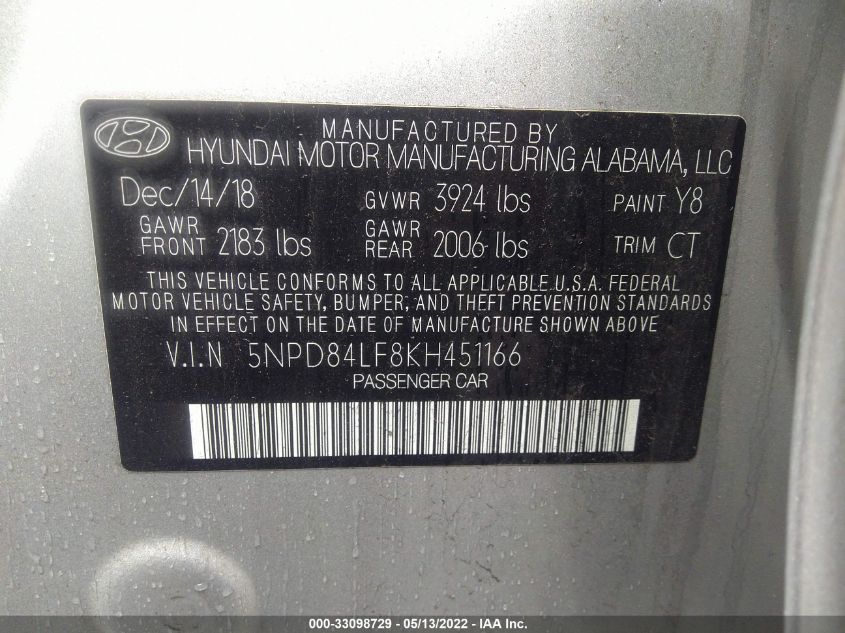 MANUFACTURED BY
HYUNDAI MOTOR MANUFACTURING ALABAMA, LLC
Dec/14/18 GVWR 3924 lbs PAINT Y8
GAWR FRONT 2183 lbs GAWR REAR 2006 lbs TRIM CT
THIS VEHICLE CONFORMS TO ALL APPLICABLE U.S.A. FEDERAL
MOTOR VEHICLE SAFETY, BUMPER, AND THEFT PREVENTION STANDARDS
IN EFFECT ON THE DATE OF MANUFACTURE SHOWN ABOVE
V.I.N 5NPD84LF8KH451166
PASSENGER CAR
000-33098729 - 05/13/2022 - 1st. Owner